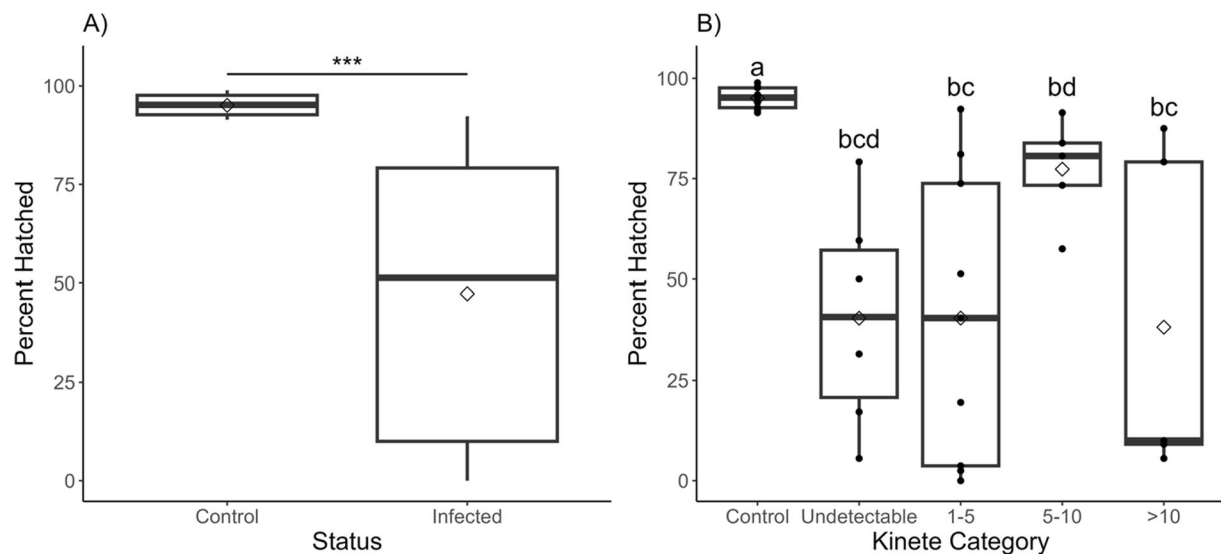 A)
***
100
75
50
25
0
Percent Hatched
Control Infected
Status
B)
a
bcd
bc
bd
bc
100
75
50
25
0
Percent Hatched
Control Undetectable 1-5 5-10 >10
Kinete Category